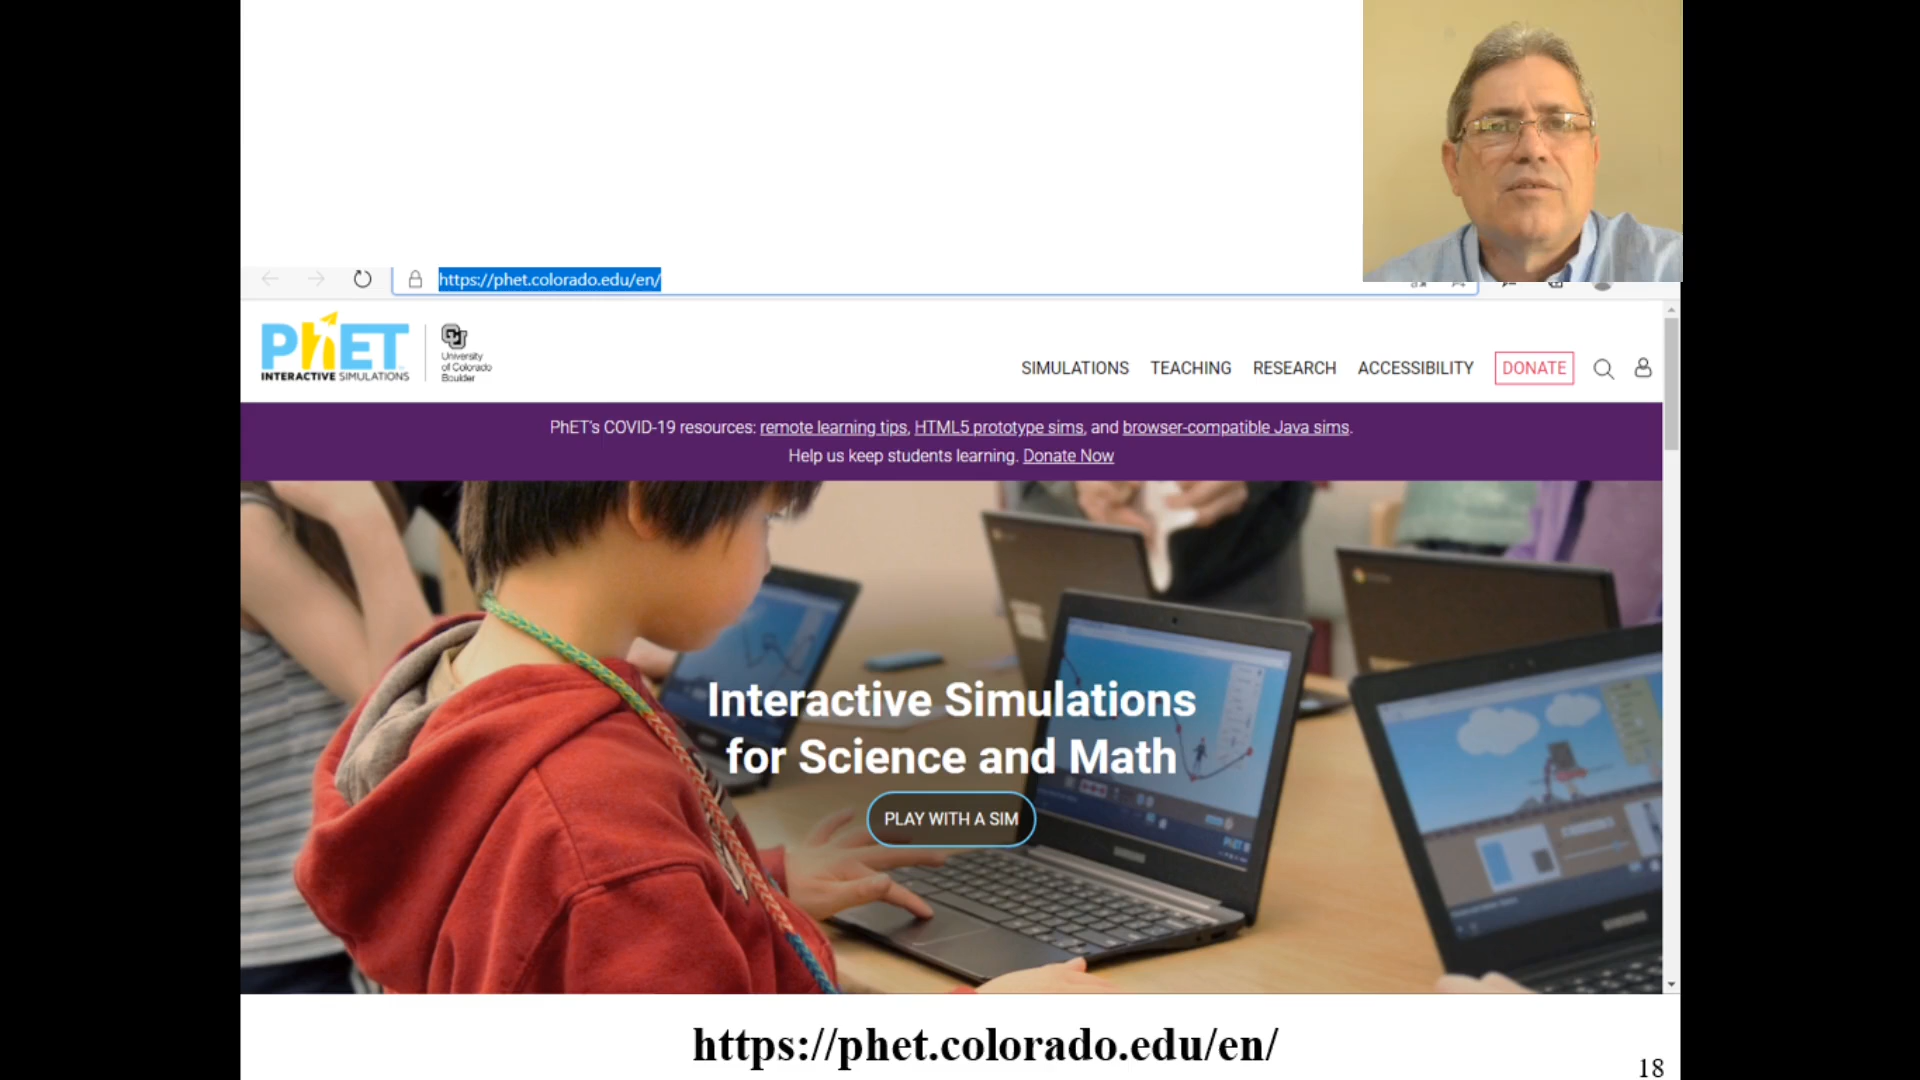 https://phet.colorado.edu/en/
PhET
INTERACTIVE SIMULATIONS
University
of Colorado
Boulder
SIMULATIONS TEACHING RESEARCH ACCESSIBILITY DONATE
PhET's COVID-19 resources: remote learning tips, HTML5 prototype sims, and browser-compatible Java sims.
Help us keep students learning. Donate Now
Interactive Simulations
for Science and Math
PLAY WITH A SIM
https://phet.colorado.edu/en/
18